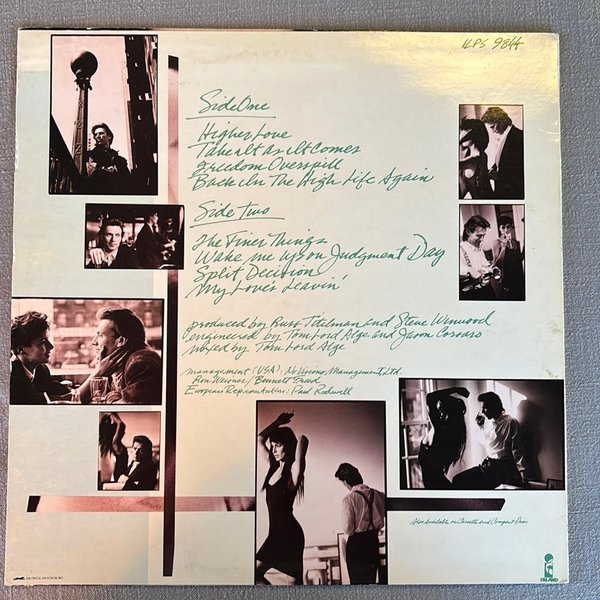 ILPS 9844
Side One
Higher Love
Take It as It Comes
Freedom Overspill
Back In The High Life Again
Side Two
The Finer Things
Wake me Up on Judgment Day
Split Decision
My Love's Leavin'
produced by Russ Titelman and Steve Winwood
engineered by Tom Lord Alge and Jason Corsaro
mixed by Tom Lord Alge
management (USA): No Visions Management, Ltd.
Ron Weisner / Bennett Freed
European Representation: Paul Rodwell
Also Available on Cassette and Compact Disc
ISLAND